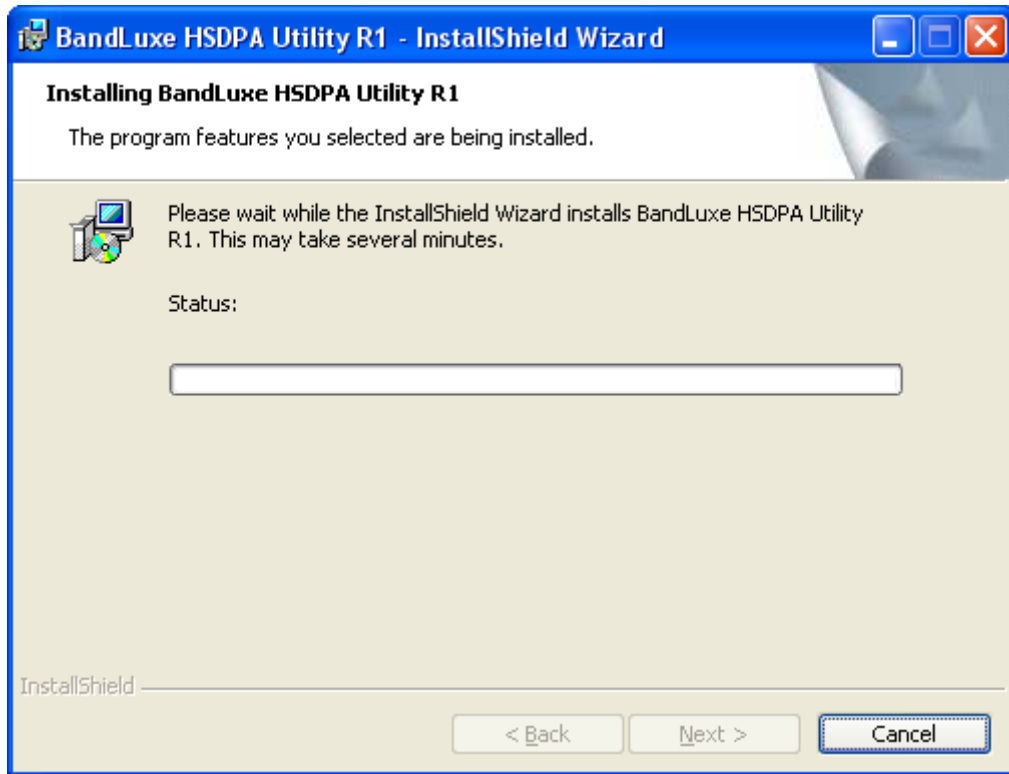 BandLuxe HSDPA Utility R1 - InstallShield Wizard
Installing BandLuxe HSDPA Utility R1
The program features you selected are being installed.
Please wait while the InstallShield Wizard installs BandLuxe HSDPA Utility
R1. This may take several minutes.
Status:
InstallShield
< Back Next > Cancel